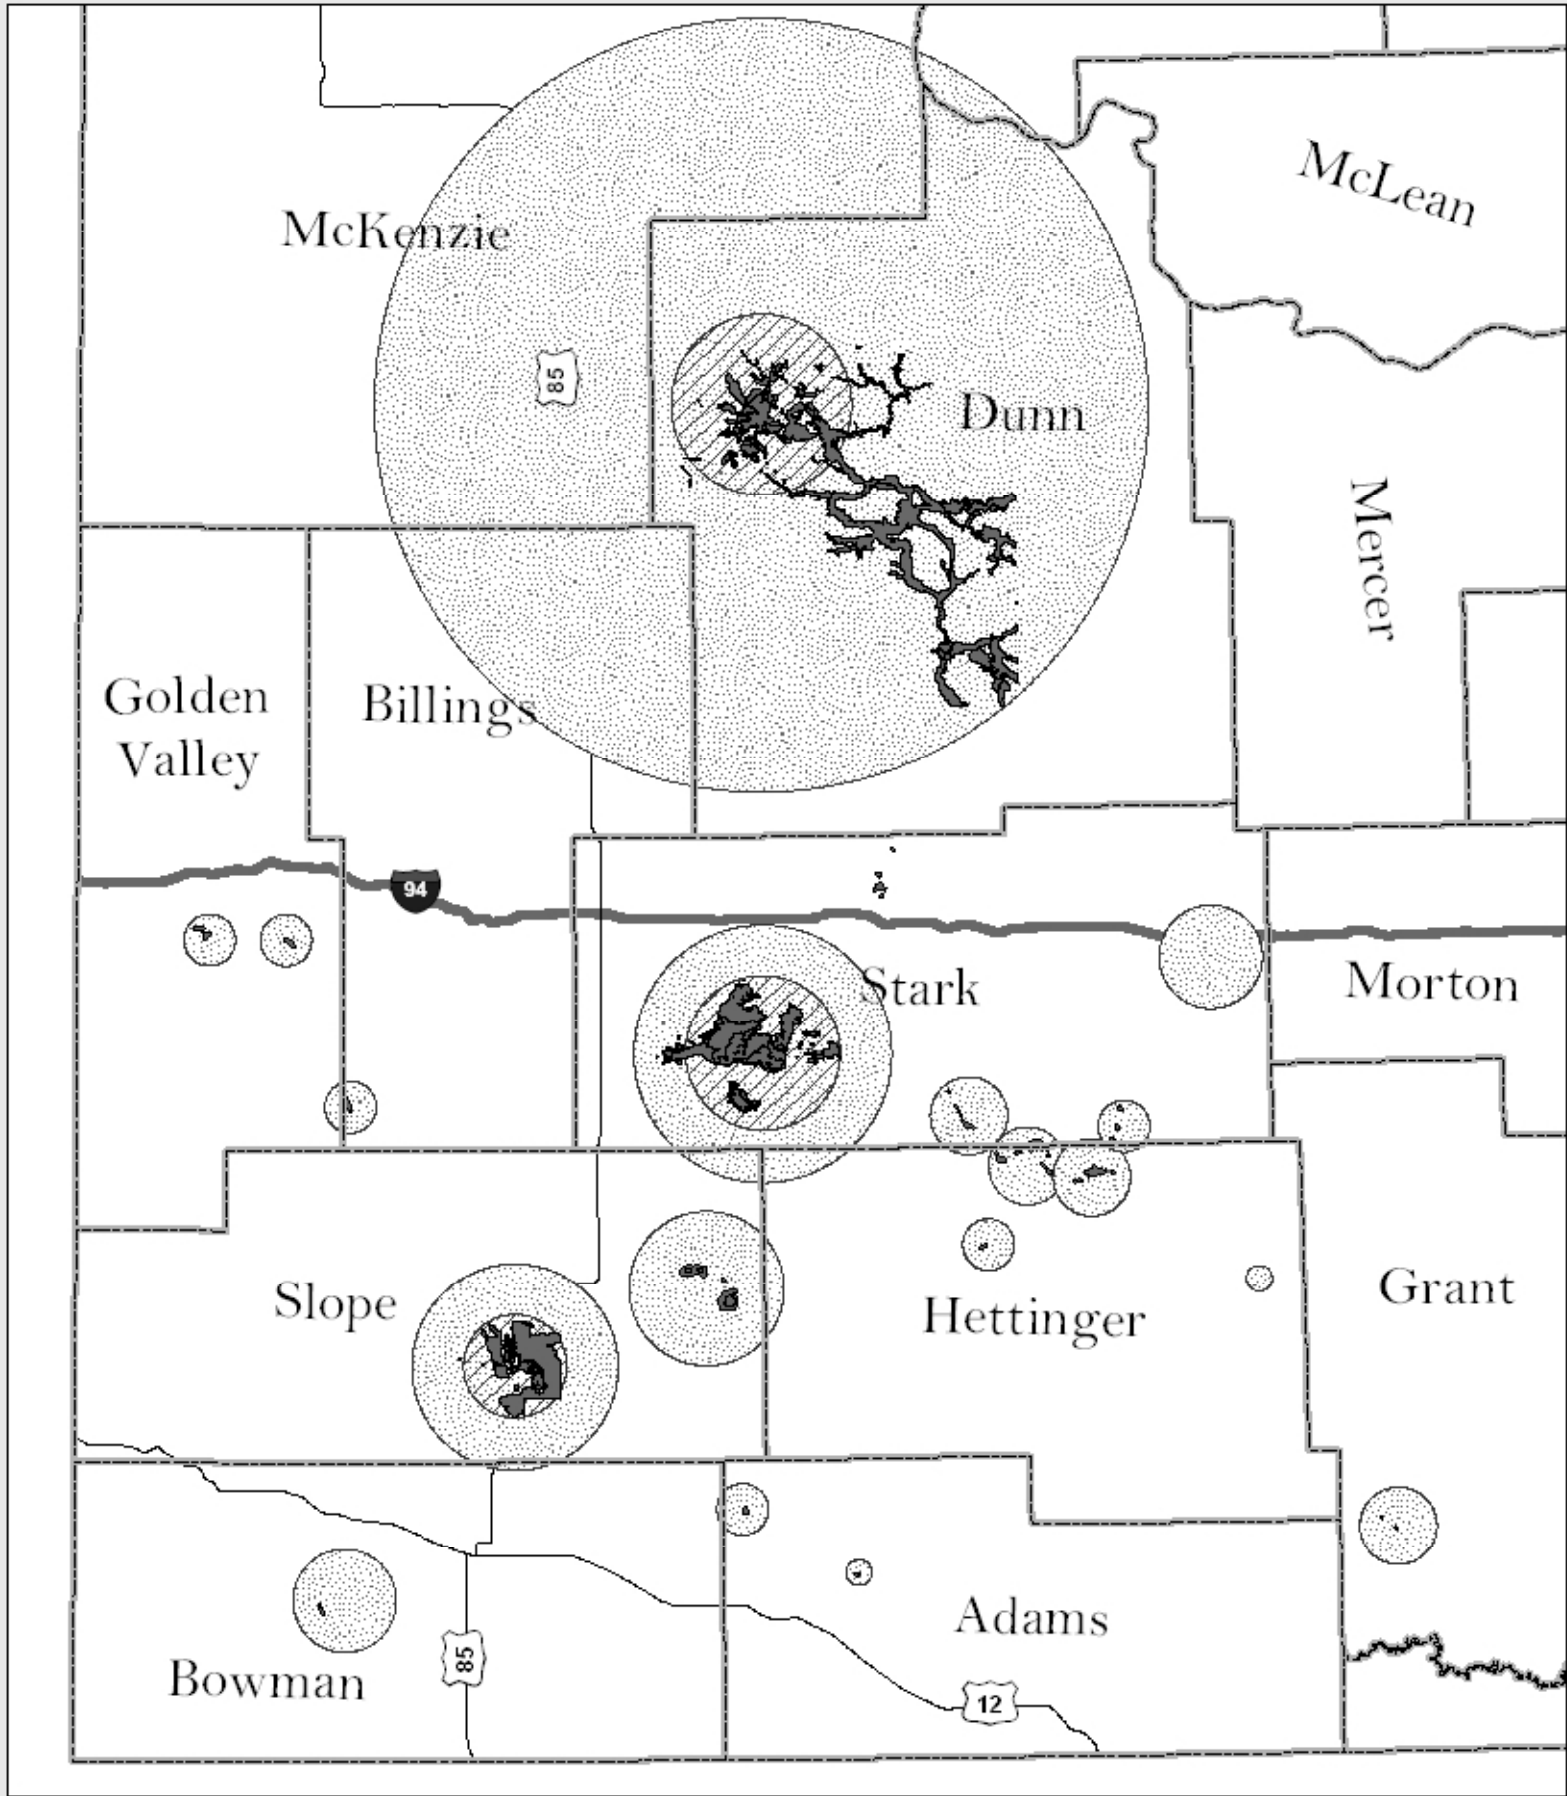 McLean
McKenzie
85
Dunn
Mercer
Golden
Valley
Billings
94
Stark
Morton
Slope
Hettinger
Grant
Adams
Bowman
85
12